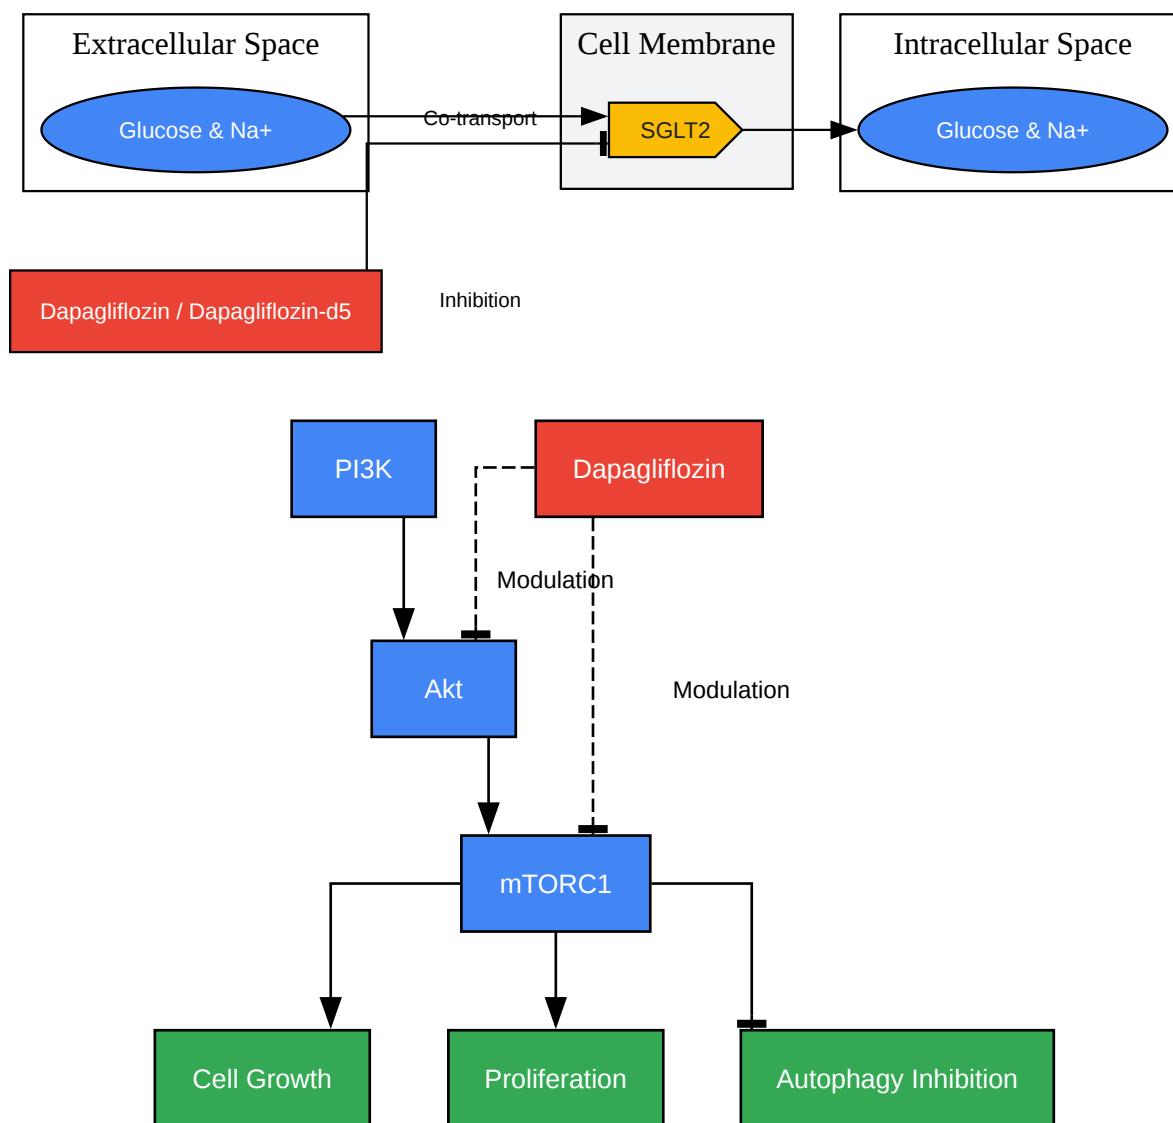 Extracellular Space
Cell Membrane
Intracellular Space
Glucose & Na+
Co-transport
SGLT2
Glucose & Na+
Dapagliflozin / Dapagliflozin-d5
Inhibition
PI3K
Dapagliflozin
Modulation
Akt
Modulation
mTORC1
Cell Growth
Proliferation
Autophagy Inhibition